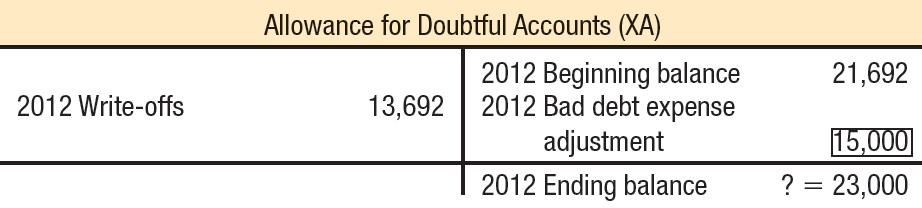 Allowance for Doubtful Accounts (XA)
2012 Beginning balance 21,692
2012 Write-offs 13,692 2012 Bad debt expense
adjustment 15,000
2012 Ending balance ? = 23,000